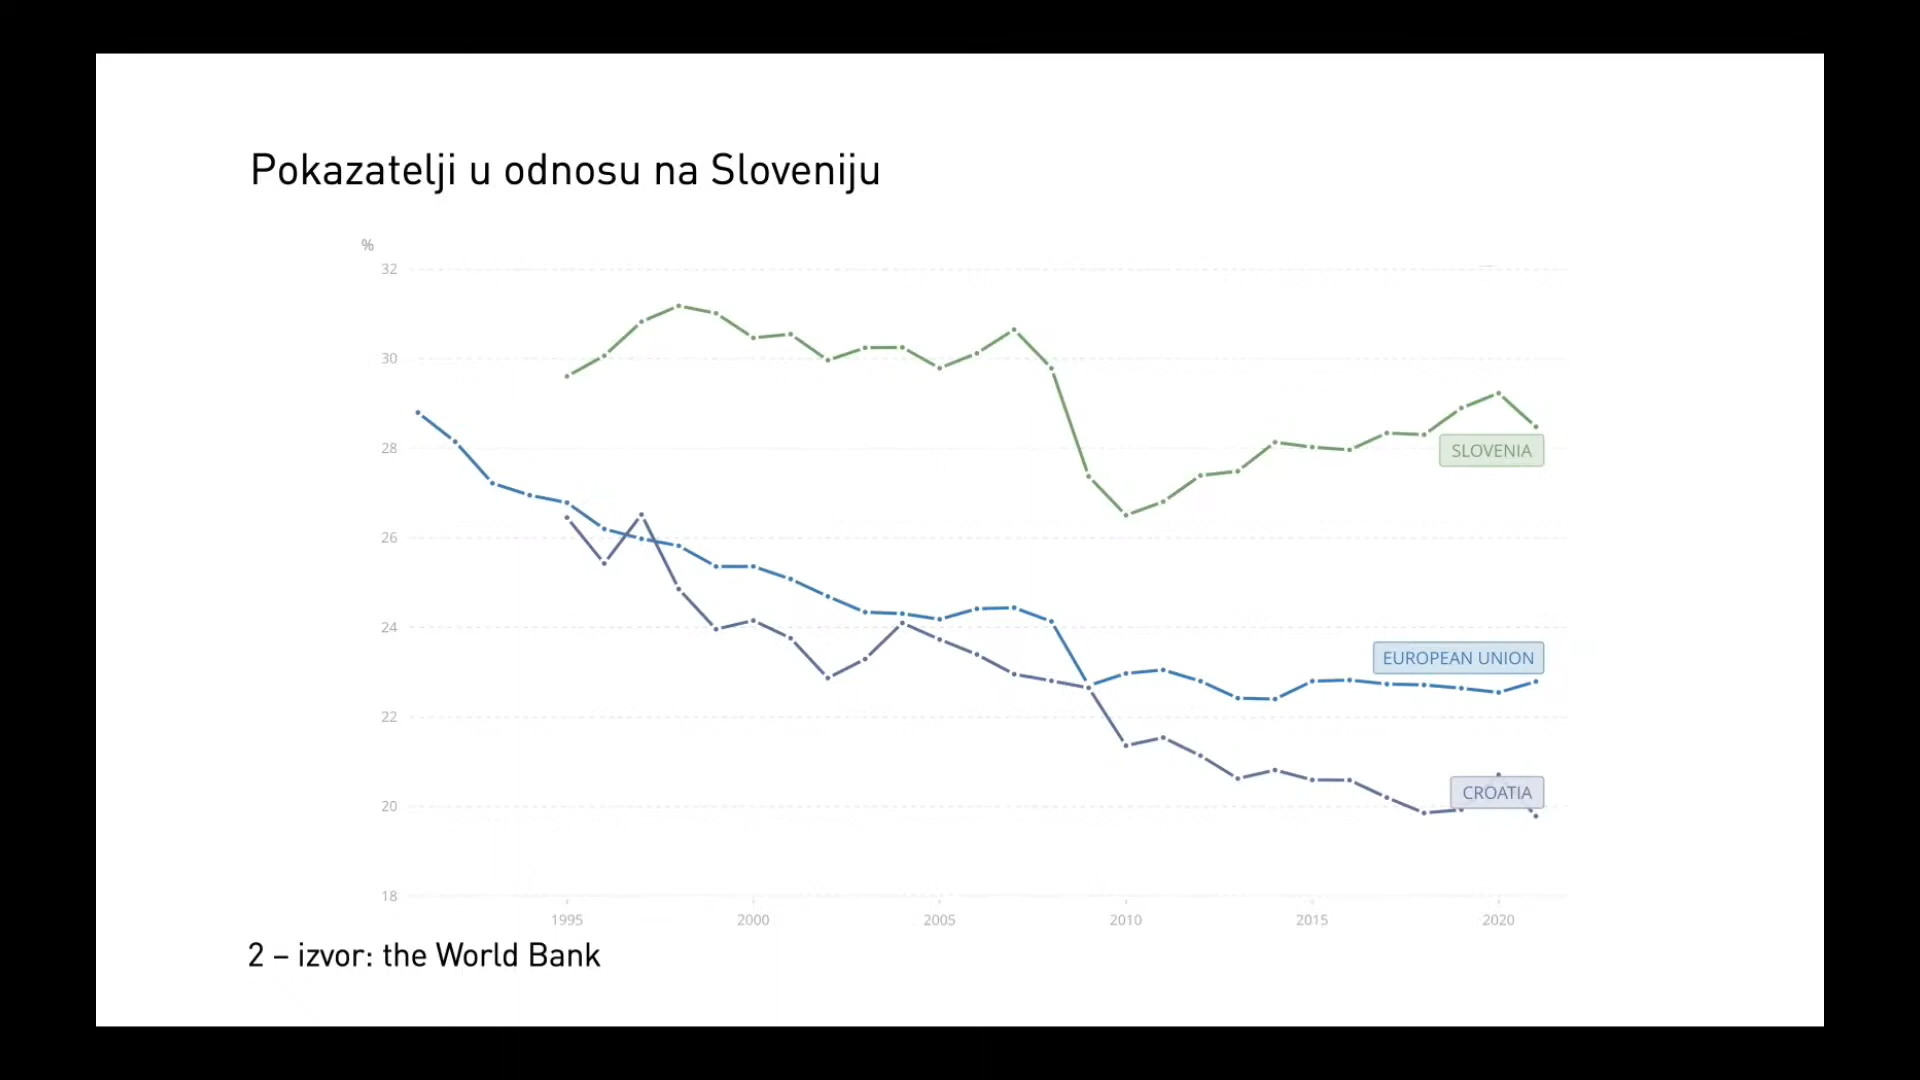 Pokazatelji u odnosu na Sloveniju
%
32
30
28
26
24
22
20
18
SLOVENIA
EUROPEAN UNION
CROATIA
1995 2000 2005 2010 2015 2020
2 – izvor: the World Bank